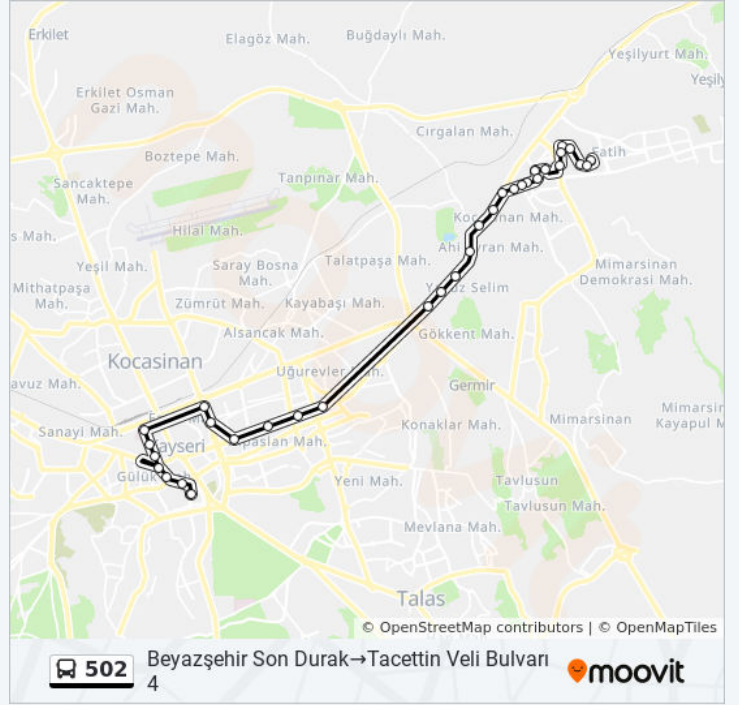 Erkilet
Elagöz Mah.
Buğdaylı Mah.
Yeşilyurt Mah.
Erkilet Osman
Gazi Mah.
Cırgalan Mah.
Fatih
Boztepe Mah.
Tanpınar Mah.
Sancaktepe
Mah.
Hilal Mah.
s Mah.
Yeşil Mah.
Saray Bosna
Mah.
Talatpaşa Mah.
Mimarsinan
Demokrasi Mah.
Mithatpaşa
Mah.
Zümrüt Mah.
Kayabaşı Mah.
Alsancak Mah.
Gökkent Mah.
Kocasinan
Uğurevler Mah.
avuz Mah.
Germir
Mimarsinan
Mimarsin
Kayapul M
Sanayi Mah.
Konaklar Mah.
Yeni Mah.
Tavlusun
Tavlusun Mah.
Mevlana Mah.
Talas
© OpenStreetMap contributors | © OpenMapTiles
502
Beyazşehir Son Durak→Tacettin Veli Bulvarı
4
moovit